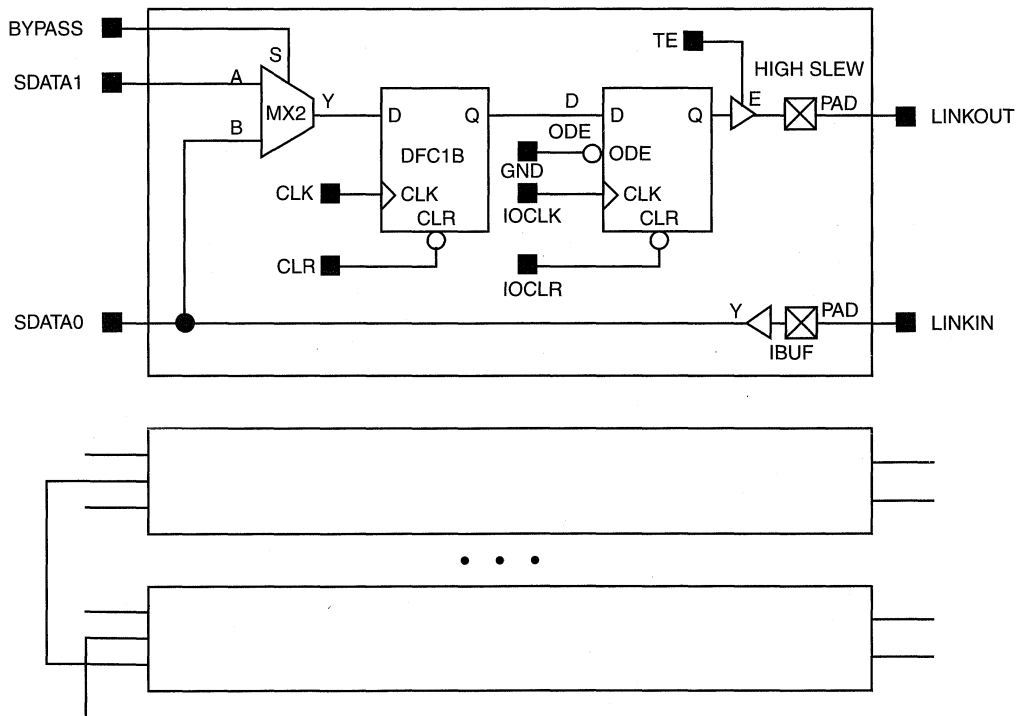 BYPASS
S
TE
SDATA1
A
HIGH SLEW
MX2
Y
D
Q
D
D
Q
E
PAD
LINKOUT
B
ODE
DFC1B
ODE
GND
CLK
CLK
CLK
IOCLK
CLR
CLR
CLR
IOCLR
SDATA0
Y
PAD
LINKIN
IBUF